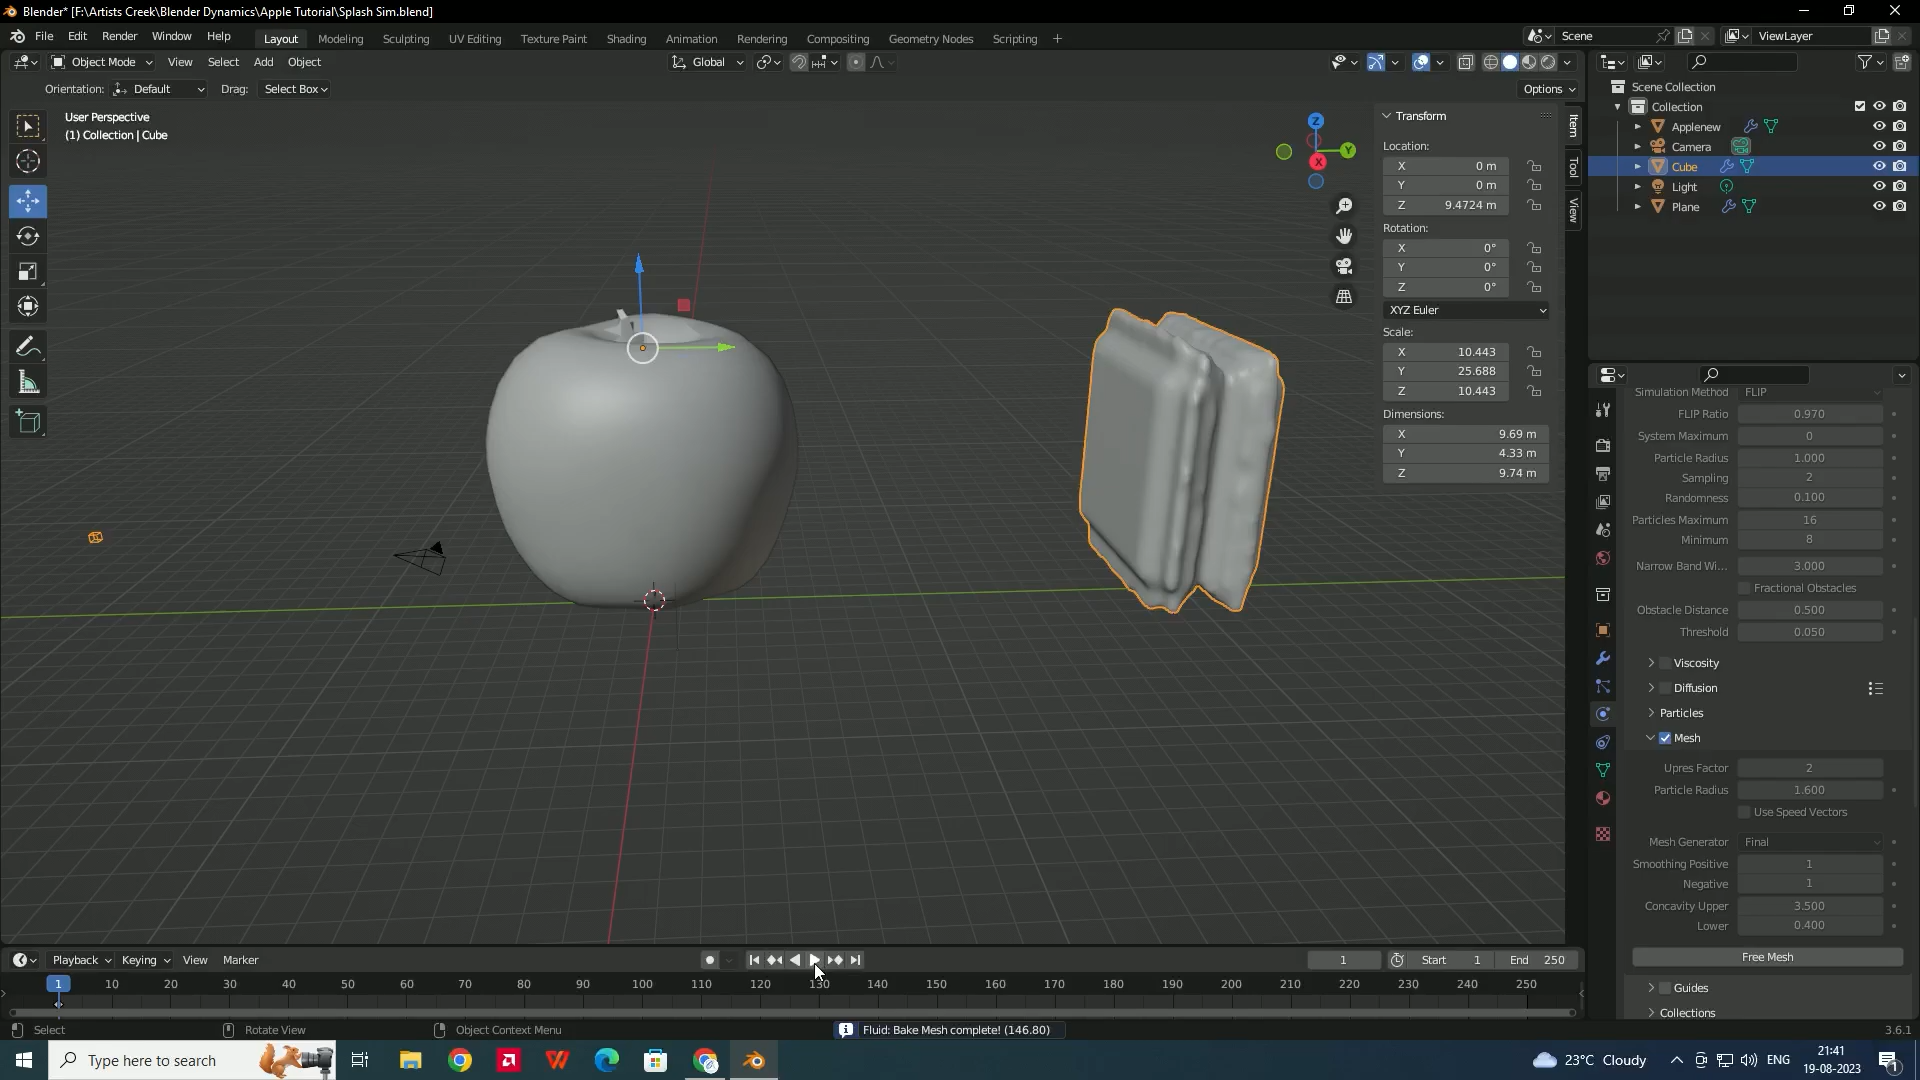 Blender* [F:\Artists Creek\Blender Dynamics\Apple Tutorial\Splash Sim.blend]
File Edit Render Window Help Layout Modeling Sculpting UV Editing Texture Paint Shading Animation Rendering Compositing Geometry Nodes Scripting + Scene ViewLayer
Object Mode View Select Add Object Global
Orientation: Default Drag: Select Box Options
User Perspective
(1) Collection | Cube
Z
Y
X
Transform
Location:
X 0 m
Y 0 m
Z 9.4724 m
Rotation:
X 0°
Y 0°
Z 0°
XYZ Euler
Scale:
X 10.443
Y 25.688
Z 10.443
Dimensions:
X 9.69 m
Y 4.33 m
Z 9.74 m
Item
Tool
View
Scene Collection
Collection
Applenew
Camera
Cube
Light
Plane
Simulation Method FLIP
FLIP Ratio 0.970
System Maximum 0
Particle Radius 1.000
Sampling 2
Randomness 0.100
Particles Maximum 16
Minimum 8
Narrow Band Wi... 3.000
Fractional Obstacles
Obstacle Distance 0.500
Threshold 0.050
Viscosity
Diffusion
Particles
Mesh
Upres Factor 2
Particle Radius 1.600
Use Speed Vectors
Mesh Generator Final
Smoothing Positive 1
Negative 1
Concavity Upper 3.500
Lower 0.400
Free Mesh
Guides
Collections
Playback Keying View Marker 1 Start 1 End 250
1 10 20 30 40 50 60 70 80 90 100 110 120 130 140 150 160 170 180 190 200 210 220 230 240 250
Select Rotate View Object Context Menu Fluid: Bake Mesh complete! (146.80) 3.6.1
Type here to search 23°C Cloudy ENG 21:41
19-08-2023
1